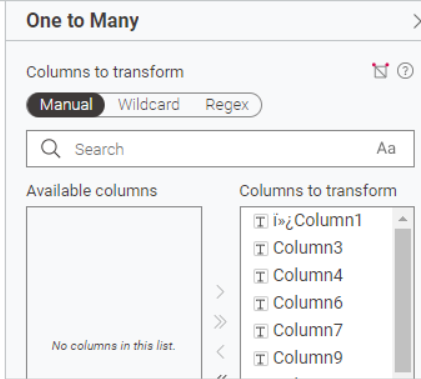 One to Many
Columns to transform
Manual Wildcard Regex
Search Aa
Available columns
Columns to transform
No columns in this list.
T ï»¿Column1
T Column3
T Column4
T Column6
T Column7
T Column9